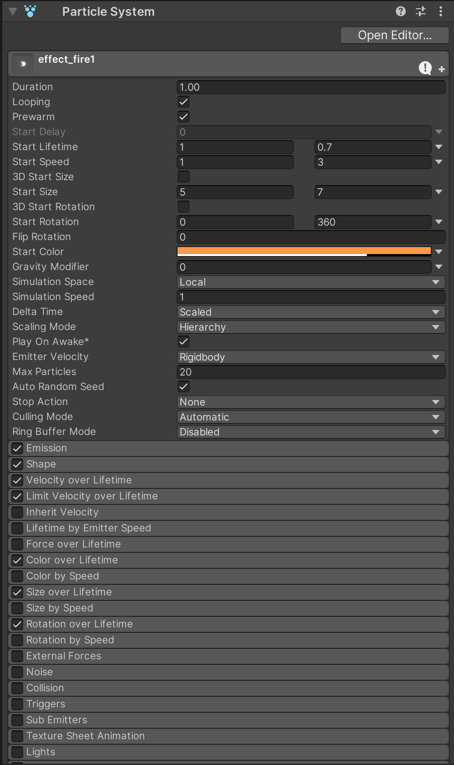 Particle System
Open Editor...
effect_fire1
Duration 1.00
Looping
Prewarm
Start Delay 0
Start Lifetime 1 0.7
Start Speed 1 3
3D Start Size
Start Size 5 7
3D Start Rotation
Start Rotation 0 360
Flip Rotation 0
Start Color
Gravity Modifier 0
Simulation Space Local
Simulation Speed 1
Delta Time Scaled
Scaling Mode Hierarchy
Play On Awake*
Emitter Velocity Rigidbody
Max Particles 20
Auto Random Seed
Stop Action None
Culling Mode Automatic
Ring Buffer Mode Disabled
Emission
Shape
Velocity over Lifetime
Limit Velocity over Lifetime
Inherit Velocity
Lifetime by Emitter Speed
Force over Lifetime
Color over Lifetime
Color by Speed
Size over Lifetime
Size by Speed
Rotation over Lifetime
Rotation by Speed
External Forces
Noise
Collision
Triggers
Sub Emitters
Texture Sheet Animation
Lights